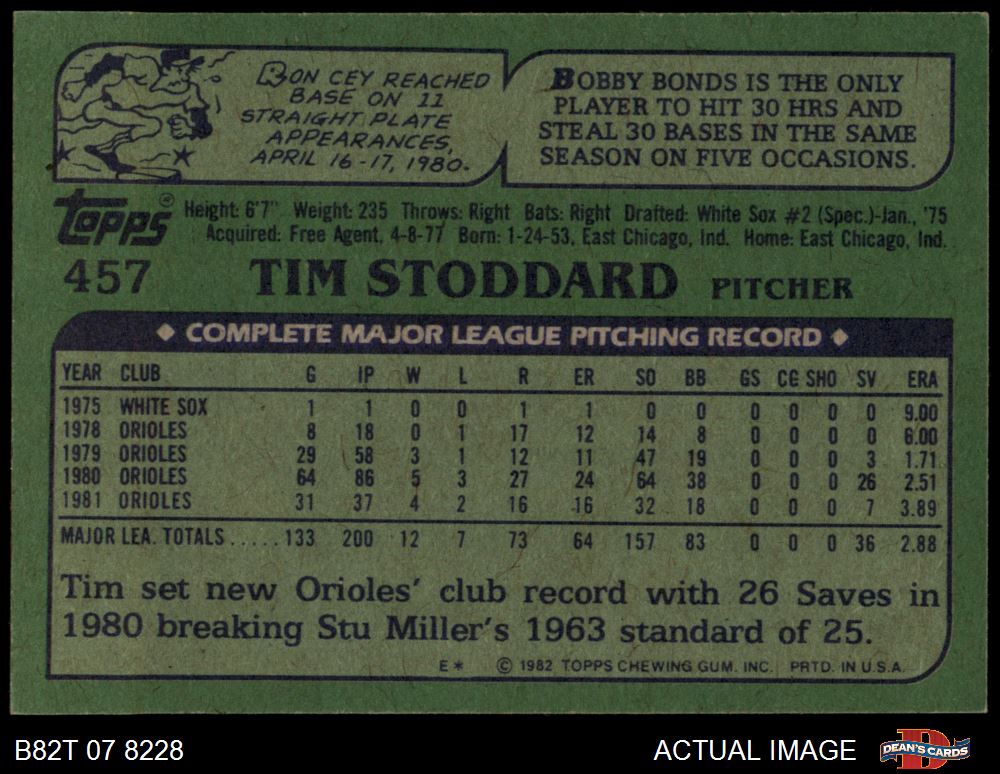 RON CEY REACHED
BASE ON 11
STRAIGHT PLATE
APPEARANCES,
APRIL 16-17, 1980.
BOBBY BONDS IS THE ONLY
PLAYER TO HIT 30 HRS AND
STEAL 30 BASES IN THE SAME
SEASON ON FIVE OCCASIONS.
topps®
Height: 6'7" Weight: 235 Throws: Right Bats: Right Drafted: White Sox #2 (Spec.)-Jan., '75
Acquired: Free Agent, 4-8-77 Born: 1-24-53, East Chicago, Ind. Home: East Chicago, Ind.
457 TIM STODDARD PITCHER
◆ COMPLETE MAJOR LEAGUE PITCHING RECORD ◆
YEAR CLUB G IP W L R ER SO BB GS CG SHO SV ERA
1975 WHITE SOX 1 1 0 0 1 1 0 0 0 0 0 0 9.00
1978 ORIOLES 8 18 0 1 17 12 14 8 0 0 0 0 6.00
1979 ORIOLES 29 58 3 1 12 11 47 19 0 0 0 3 1.71
1980 ORIOLES 64 86 5 3 27 24 64 38 0 0 0 26 2.51
1981 ORIOLES 31 37 4 2 16 16 32 18 0 0 0 7 3.89
MAJOR LEA. TOTALS.....133 200 12 7 73 64 157 83 0 0 0 36 2.88
Tim set new Orioles' club record with 26 Saves in
1980 breaking Stu Miller's 1963 standard of 25.
E* © 1982 TOPPS CHEWING GUM. INC. PRTD. IN U.S.A.
B82T 07 8228
ACTUAL IMAGE
DEAN'S CARDS